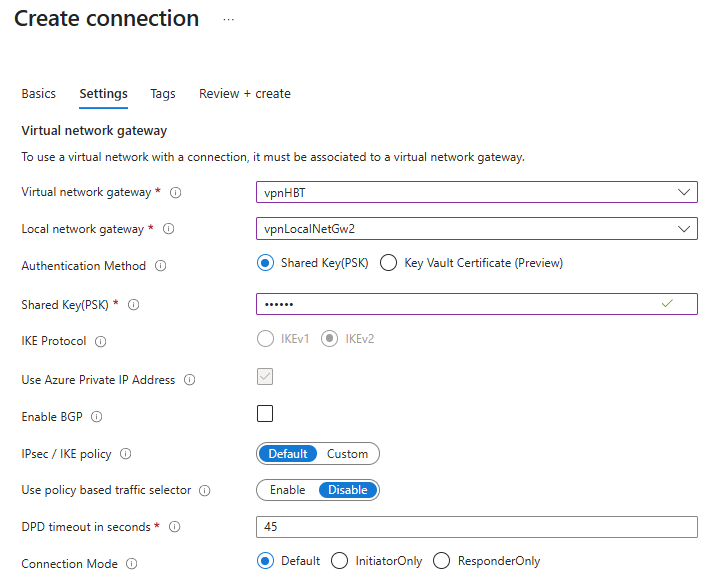 Create connection ...
Basics Settings Tags Review + create
Virtual network gateway
To use a virtual network with a connection, it must be associated to a virtual network gateway.
Virtual network gateway * vpnHBT
Local network gateway * vpnLocalNetGw2
Authentication Method Shared Key(PSK) Key Vault Certificate (Preview)
Shared Key(PSK) * ••••••
IKE Protocol IKEv1 IKEv2
Use Azure Private IP Address
Enable BGP
IPsec / IKE policy Default Custom
Use policy based traffic selector Enable Disable
DPD timeout in seconds * 45
Connection Mode Default InitiatorOnly ResponderOnly